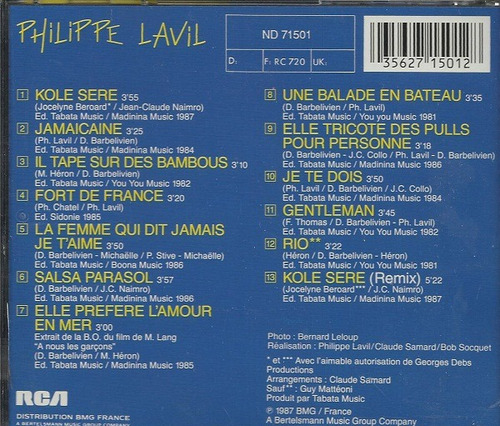 PHILIPPE LAVIL
ND 71501
D: F: RC 720 UK:
35627 15012
1 KOLE SERE 3'55
(Jocelyne Beroard* / Jean-Claude Naimro)
Ed. Tabata Music / Madinina Music 1987
2 JAMAICAINE 3'25
(Ph. Lavil / D. Barbelivien)
Ed. Tabata Music / Madinina Music 1984
3 IL TAPE SUR DES BAMBOUS 3'10
(M. Héron / D. Barbelivien)
Ed. Tabata Music / You You Music 1982
4 FORT DE FRANCE 3'20
(Ph. Chatel / Ph. Lavil)
Ed. Sidonie 1985
5 LA FEMME QUI DIT JAMAIS
JE T'AIME 3'50
(D. Barbelivien - Michaëlle / P. Stive - Michaëlle)
Ed. Tabata Music / Boona Music 1986
6 SALSA PARASOL 3'57
(D. Barbelivien / J.C. Naimro)
Ed. Tabata Music / Madinina Music 1986
7 ELLE PREFERE L'AMOUR
EN MER 3'00
Extrait de la B.O. du film de M. Lang
"A nous les garçons"
(D. Barbelivien / M. Héron)
Ed. Tabata Music / Madinina Music 1985
8 UNE BALADE EN BATEAU 3'35
(D. Barbelivien / Ph. Lavil)
Ed. Tabata Music / You you Music 1981
9 ELLE TRICOTE DES PULLS
POUR PERSONNE 3'18
(D. Barbelivien - J.C. Collo / Ph. Lavil - D. Barbelivien)
Ed. Tabata Music / Madinina Music 1986
10 JE TE DOIS 3'50
(Ph. Lavil / D. Barbelivien / J.C. Collo)
Ed. Tabata Music / Madinina Music 1986
11 GENTLEMAN 3'45
(F. Thomas / D. Barbelivien - Ph. Lavil)
Ed. Tabata Music / You you Music 1982
12 RIO** 3'22
(Héron / D. Barbelivien - Héron)
Ed. Tabata Music / You you Music 1981
13 KOLE SERE (Remix) 5'22
(Jocelyne Beroard*** / J.C. Naimro)
Ed. Tabata Music / Madinina Music 1987
Photo : Bernard Leloup
Réalisation : Philippe Lavil/Claude Samard/Bob Socquet
* et *** Avec l'aimable autorisation de Georges Debs
Productions
Arrangements : Claude Samard
Sauf** : Guy Mattéoni
Produit par Tabata Music
℗ 1987 BMG / France
A Bertelsmann Music Group Company
RCA
DISTRIBUTION BMG FRANCE
A BERTELSMANN MUSIC GROUP COMPANY